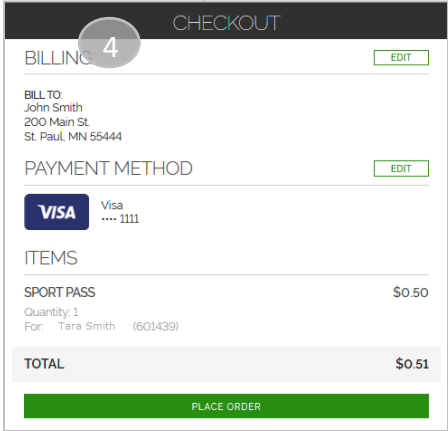 CHECKOUT
4
BILLING
EDIT
BILL TO:
John Smith
200 Main St.
St. Paul, MN 55444
PAYMENT METHOD
EDIT
VISA
Visa
•••• 1111
ITEMS
SPORT PASS $0.50
Quantity: 1
For: Tara Smith (601439)
TOTAL $0.51
PLACE ORDER